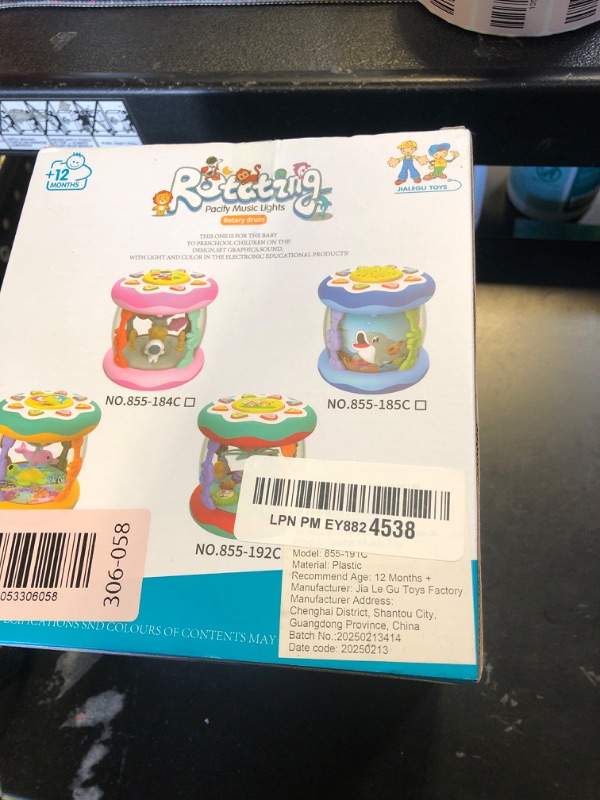 +12
MONTHS
Rotating
Pacify Music Lights
Rotary drum
JIALEGU TOYS
THIS ONE IS FOR THE BABY
TO PRESCHOOL CHILDREN ON THE
DESIGN,SET GRAPHICS,SOUND,
WITH LIGHT AND COLOR IN THE ELECTRONIC EDUCATIONAL PRODUCTS!
NO.855-184C
NO.855-185C
NO.855-192C
LPN PM EY882 4538
053306058
306-058
Model: 855-191C
Material: Plastic
Recommend Age: 12 Months +
Manufacturer: Jia Le Gu Toys Factory
Manufacturer Address:
Chenghai District, Shantou City,
Guangdong Province, China
Batch No.:20250213414
Date code: 20250213
SND COLOURS OF CONTENTS MAY